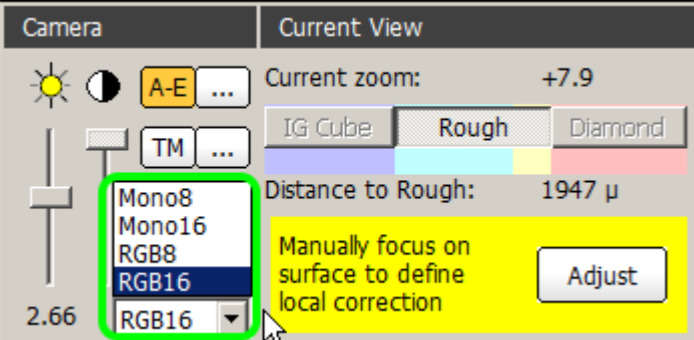 Camera
Current View
A-E
...
Current zoom:
+7.9
IG Cube
Rough
Diamond
TM
...
Distance to Rough:
1947 µ
Mono8
Mono16
RGB8
RGB16
RGB16
2.66
Manually focus on
surface to define
local correction
Adjust